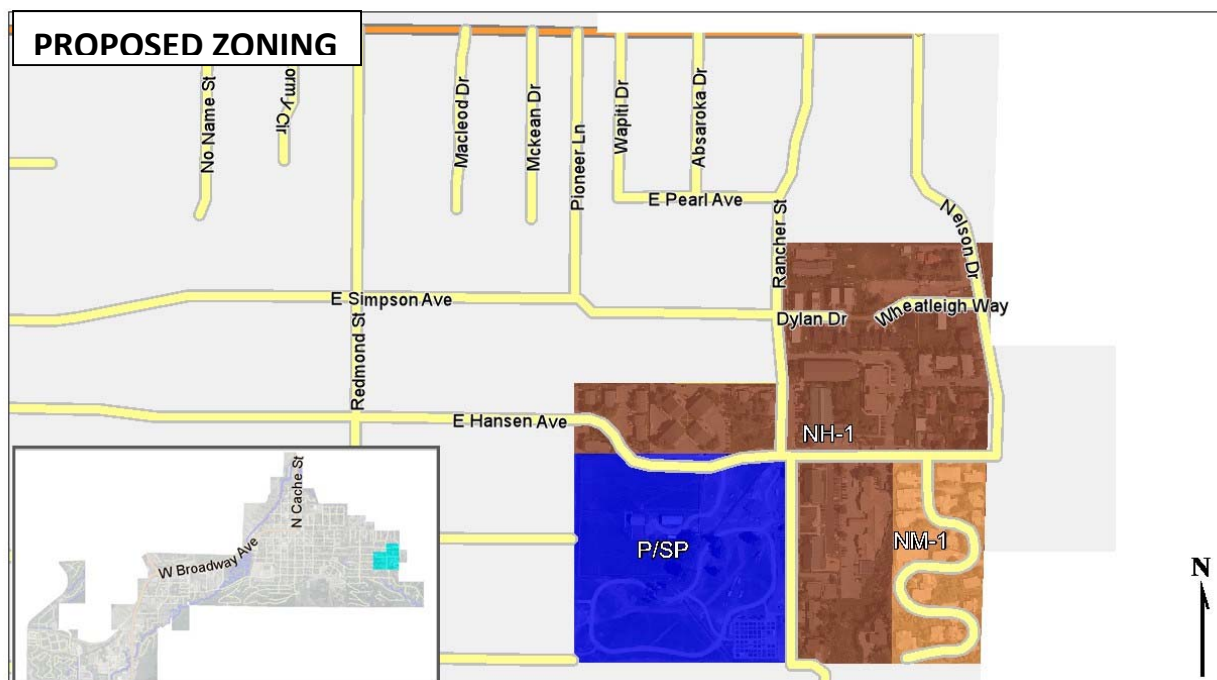 PROPOSED ZONING
No Name St
ormy Cir
Macleod Dr
Mckean Dr
Pioneer Ln
Wapiti Dr
Absaroka Dr
E Pearl Ave
Rancher St
Nelson Dr
E Simpson Ave
Dylan Dr
Wheatleigh Way
Redmond St
E Hansen Ave
NH-1
N Cache St
W Broadway Ave
P/SP
NM-1
N